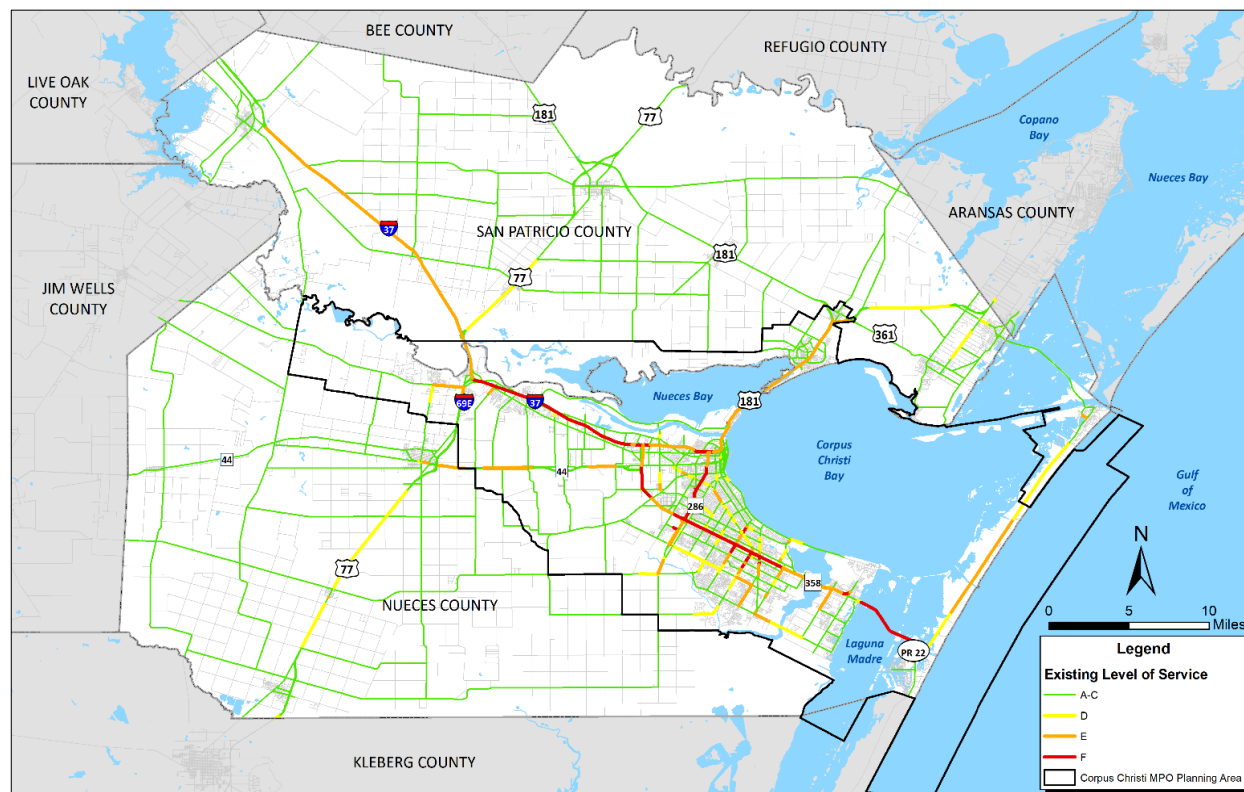 BEE COUNTY
REFUGIO COUNTY
LIVE OAK
COUNTY
181
77
Copano
Bay
Nueces Bay
ARANSAS COUNTY
37
SAN PATRICIO COUNTY
181
77
JIM WELLS
COUNTY
361
181
Nueces Bay
69E
37
44
44
Corpus
Christi
Bay
Gulf
of
Mexico
286
77
358
NUECES COUNTY
N
0 5 10
Miles
Laguna
Madre
PR 22
KLEBERG COUNTY
Legend
Existing Level of Service
A-C
D
E
F
Corpus Christi MPO Planning Area